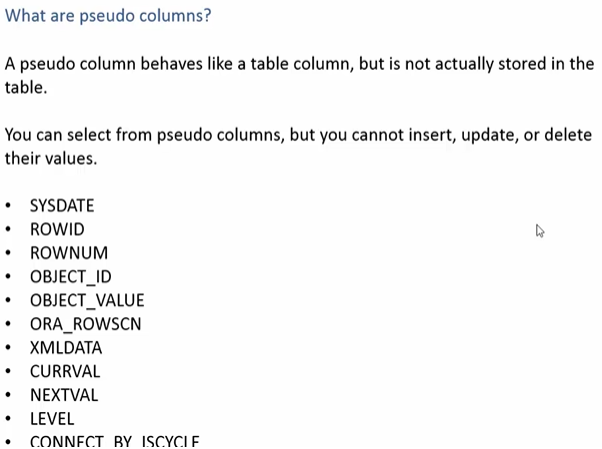 What are pseudo columns?
A pseudo column behaves like a table column, but is not actually stored in the
table.
You can select from pseudo columns, but you cannot insert, update, or delete
their values.
• SYSDATE
• ROWID
• ROWNUM
• OBJECT_ID
• OBJECT_VALUE
• ORA_ROWSCN
• XMLDATA
• CURRVAL
• NEXTVAL
• LEVEL
• CONNECT_BY_ISCYCLE